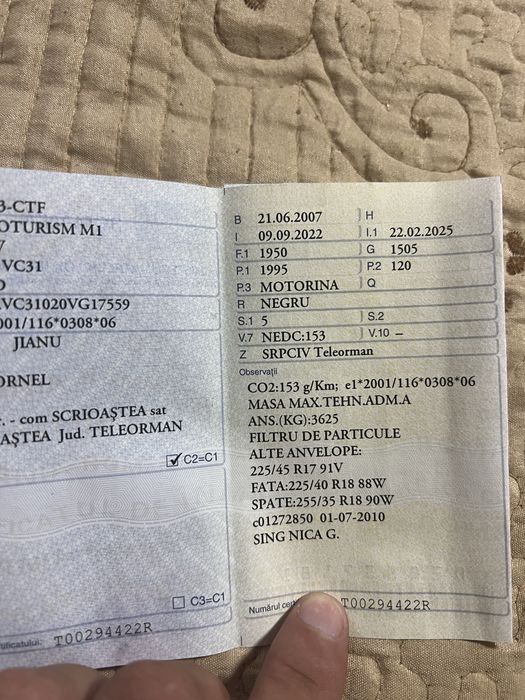 3-CTF
OTURISM M1
VC31
VC31020VG17559
001/116*0308*06
JIANU
ORNEL
. - com SCRIOAȘTEA sat
AȘTEA Jud. TELEORMAN
C2=C1
C3=C1
tificatului: T00294422R
B 21.06.2007 H
I 09.09.2022 I.1 22.02.2025
F.1 1950 G 1505
P.1 1995 P.2 120
P.3 MOTORINA Q
R NEGRU
S.1 5 S.2
V.7 NEDC:153 V.10 –
Z SRPCIV Teleorman
Observații
CO2:153 g/Km; e1*2001/116*0308*06
MASA MAX.TEHN.ADM.A
ANS.(KG):3625
FILTRU DE PARTICULE
ALTE ANVELOPE:
225/45 R17 91V
FATA:225/40 R18 88W
SPATE:255/35 R18 90W
c01272850 01-07-2010
SING NICA G.
Numărul T00294422R